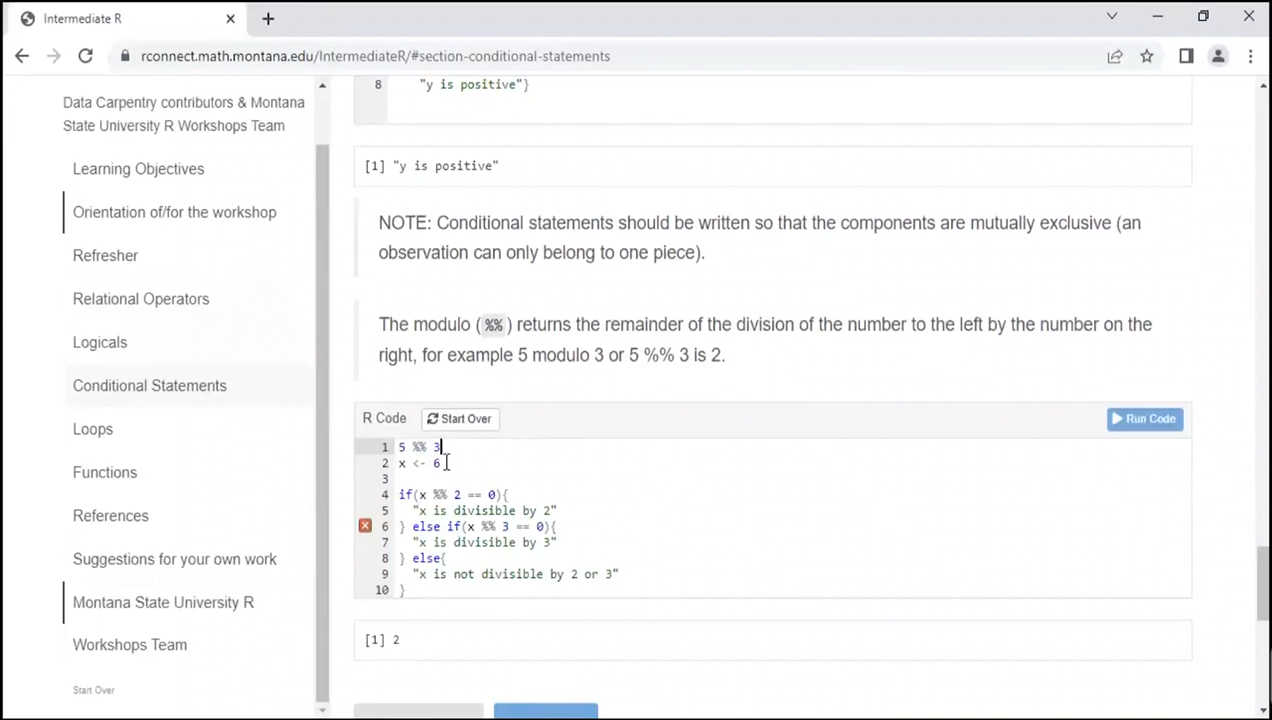 Intermediate R
rconnect.math.montana.edu/IntermediateR/#section-conditional-statements
Data Carpentry contributors & Montana
State University R Workshops Team
Learning Objectives
Orientation of/for the workshop
Refresher
Relational Operators
Logicals
Conditional Statements
Loops
Functions
References
Suggestions for your own work
Montana State University R
Workshops Team
Start Over
8 "y is positive"}
[1] "y is positive"
NOTE: Conditional statements should be written so that the components are mutually exclusive (an
observation can only belong to one piece).
The modulo (%%) returns the remainder of the division of the number to the left by the number on the
right, for example 5 modulo 3 or 5 %% 3 is 2.
R Code Start Over Run Code
1 5 %% 3
2 x <- 6
3
4 if(x %% 2 == 0){
5 "x is divisible by 2"
6 } else if(x %% 3 == 0){
7 "x is divisible by 3"
8 } else{
9 "x is not divisible by 2 or 3"
10 }
[1] 2